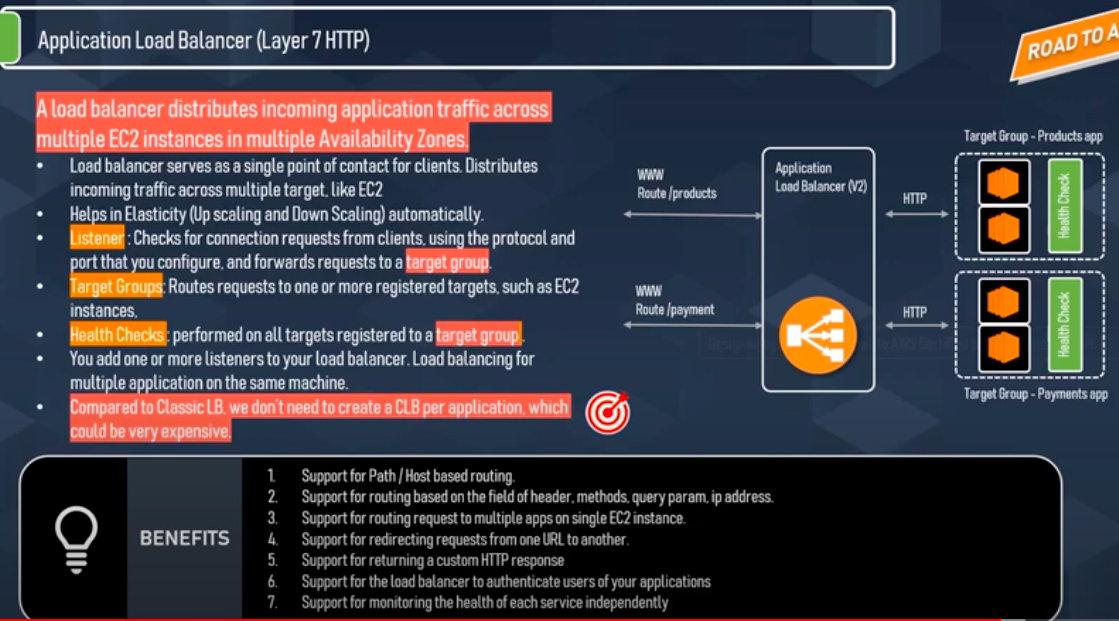 Application Load Balancer (Layer 7 HTTP)
ROAD TO A
A load balancer distributes incoming application traffic across
multiple EC2 instances in multiple Availability Zones.
• Load balancer serves as a single point of contact for clients. Distributes
incoming traffic across multiple target, like EC2
• Helps in Elasticity (Up scaling and Down Scaling) automatically.
• Listener : Checks for connection requests from clients, using the protocol and
port that you configure, and forwards requests to a target group.
• Target Groups: Routes requests to one or more registered targets, such as EC2
instances,
• Health Checks : performed on all targets registered to a target group .
• You add one or more listeners to your load balancer. Load balancing for
multiple application on the same machine.
• Compared to Classic LB, we don't need to create a CLB per application, which
could be very expensive.
WWW
Route /products
WWW
Route /payment
Application
Load Balancer (V2)
HTTP
HTTP
Target Group - Products app
Health Check
Health Check
Target Group - Payments app
BENEFITS
1. Support for Path / Host based routing.
2. Support for routing based on the field of header, methods, query param, ip address.
3. Support for routing request to multiple apps on single EC2 instance.
4. Support for redirecting requests from one URL to another.
5. Support for returning a custom HTTP response
6. Support for the load balancer to authenticate users of your applications
7. Support for monitoring the health of each service independently